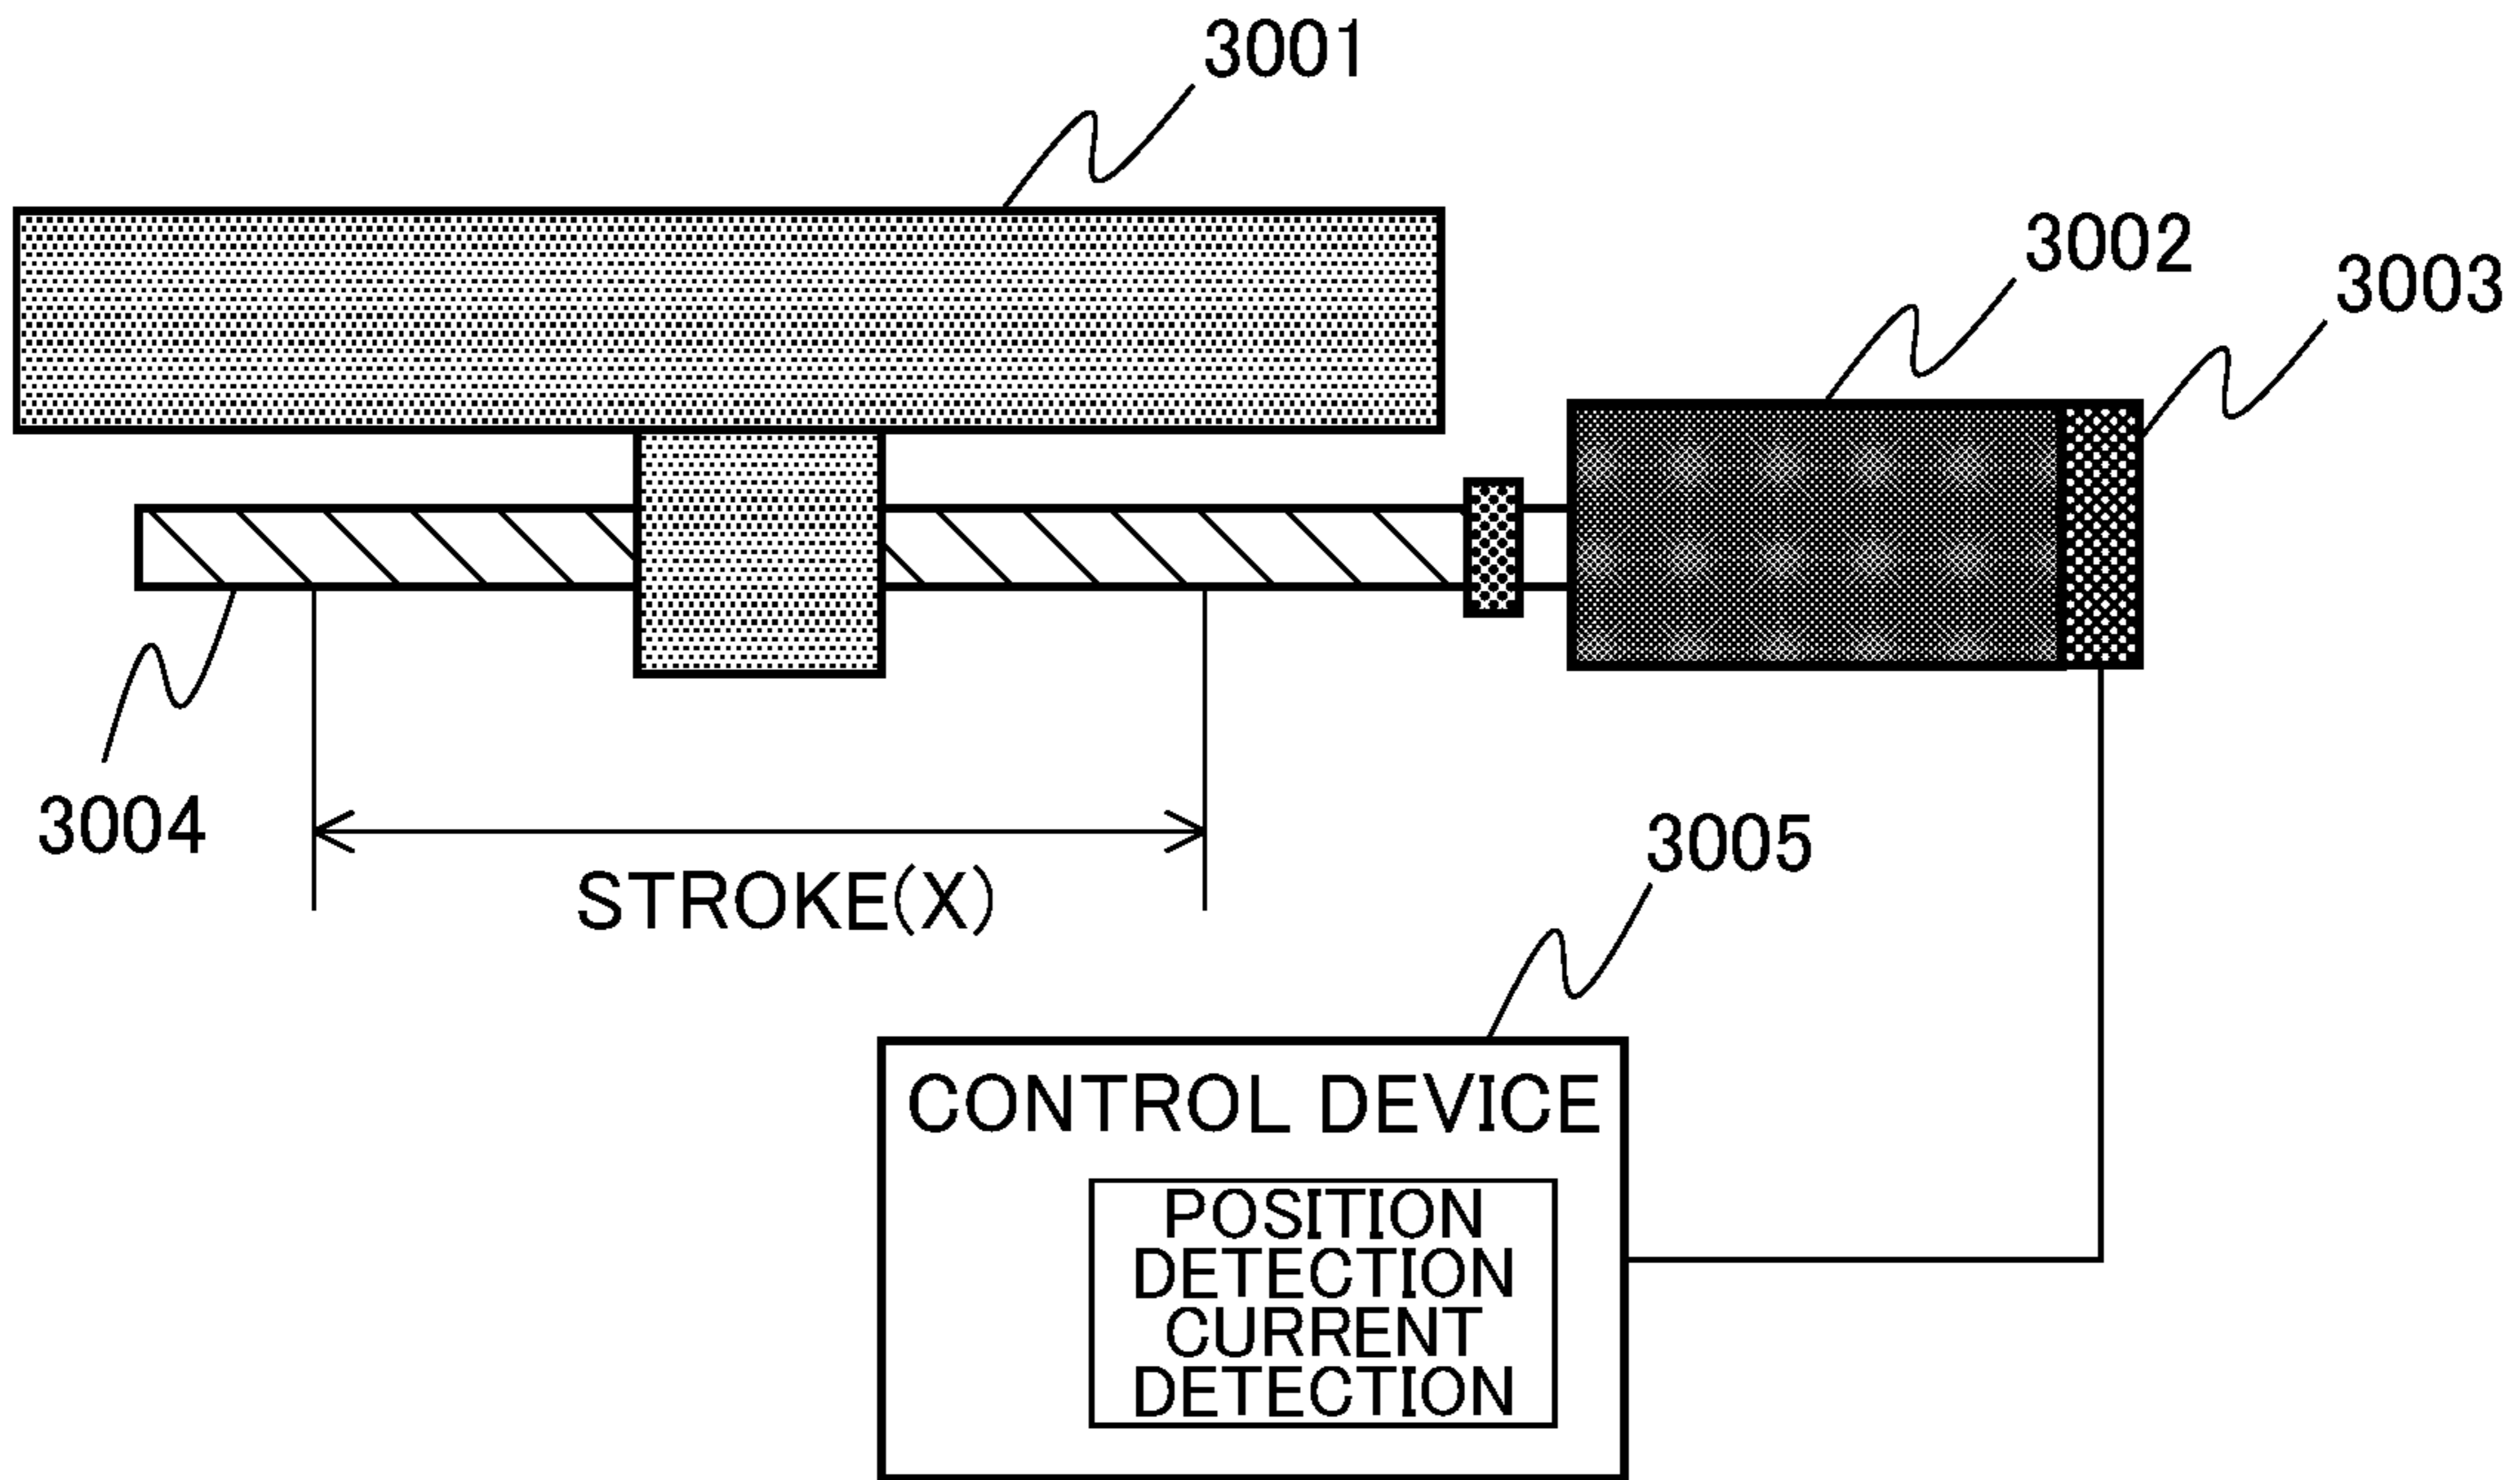 3001
3002
3003
3004
STROKE(X)
3005
CONTROL DEVICE
POSITION
DETECTION
CURRENT
DETECTION